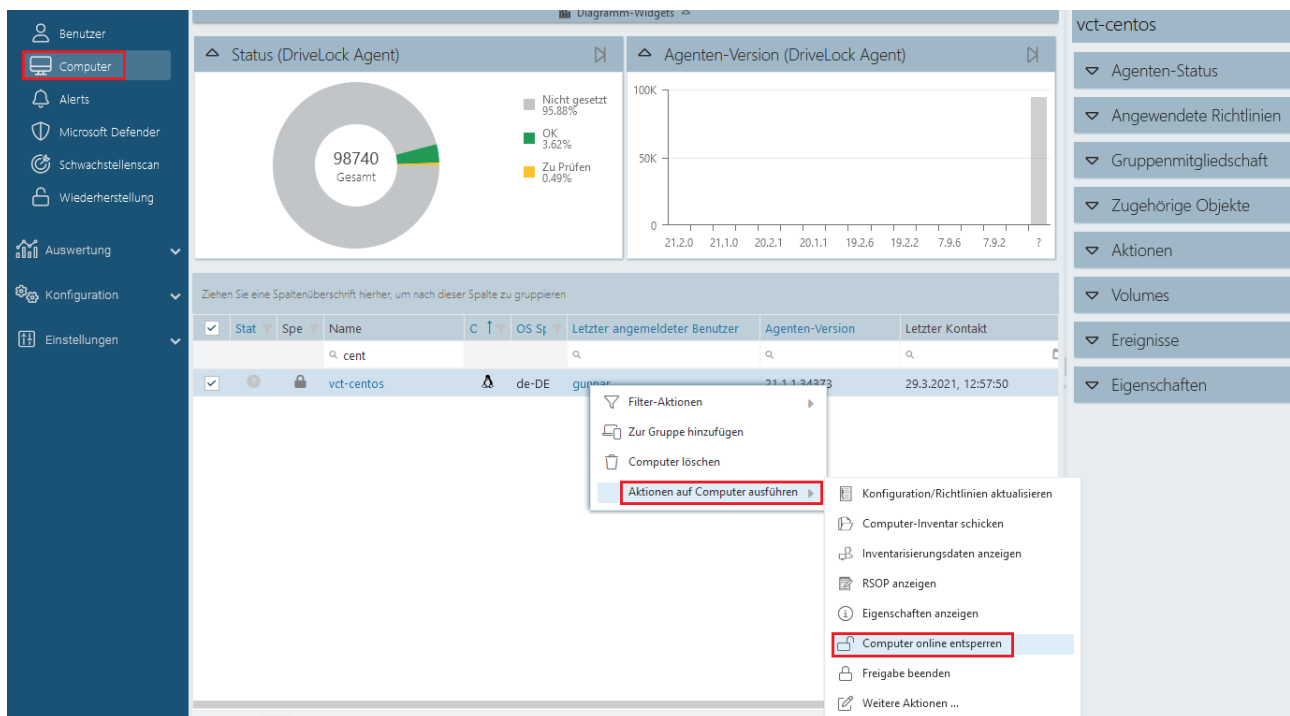 Diagramm-Widgets
Benutzer
Computer
Alerts
Microsoft Defender
Schwachstellenscan
Wiederherstellung
Auswertung
Konfiguration
Einstellungen
Status (DriveLock Agent)
98740
Gesamt
Nicht gesetzt
95.88%
OK
3.62%
Zu Prüfen
0.49%
Agenten-Version (DriveLock Agent)
100K
50K
0
21.2.0 21.1.0 20.2.1 20.1.1 19.2.6 19.2.2 7.9.6 7.9.2 ?
Ziehen Sie eine Spaltenüberschrift hierher, um nach dieser Spalte zu gruppieren
Stat Spe Name C OS Sp Letzter angemeldeter Benutzer Agenten-Version Letzter Kontakt
cent
vct-centos de-DE gunnar 21.1.1.34373 29.3.2021, 12:57:50
Filter-Aktionen
Zur Gruppe hinzufügen
Computer löschen
Aktionen auf Computer ausführen
Konfiguration/Richtlinien aktualisieren
Computer-Inventar schicken
Inventarisierungsdaten anzeigen
RSOP anzeigen
Eigenschaften anzeigen
Computer online entsperren
Freigabe beenden
Weitere Aktionen ...
vct-centos
Agenten-Status
Angewendete Richtlinien
Gruppenmitgliedschaft
Zugehörige Objekte
Aktionen
Volumes
Ereignisse
Eigenschaften